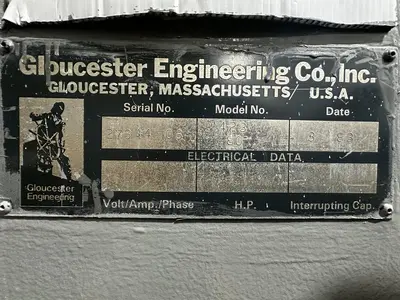 Gloucester Engineering Co., Inc.
GLOUCESTER, MASSACHUSETTS / U.S.A.
Serial No. Model No. Date
ELECTRICAL DATA
Gloucester
Engineering
Volt/Amp./Phase H.P. Interrupting Cap.